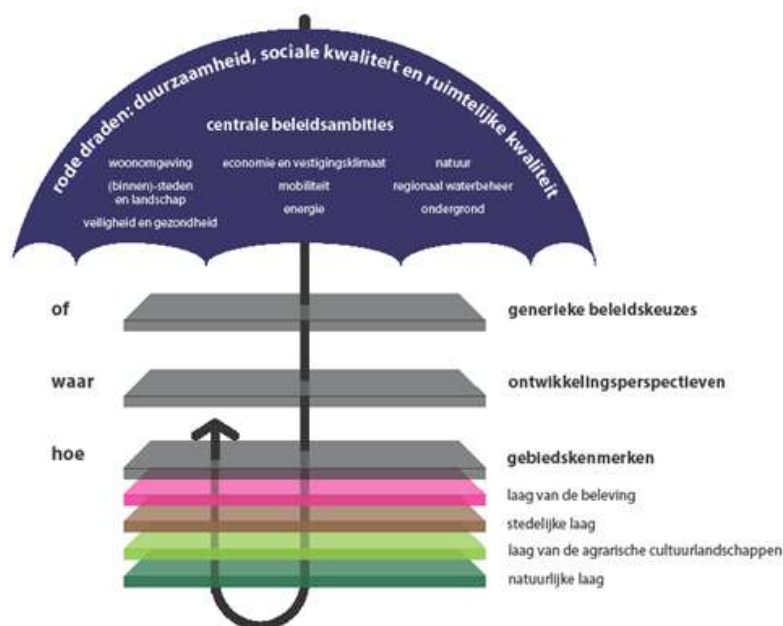 rode draden: duurzaamheid, sociale kwaliteit en ruimtelijke kwaliteit
centrale beleidsambities
woonomgeving
(binnen)-steden
en landschap
veiligheid en gezondheid
economie en vestigingsklimaat
mobiliteit
energie
natuur
regionaal waterbeheer
ondergrond
of
generieke beleidskeuzes
waar
ontwikkelingsperspectieven
hoe
gebiedskenmerken
laag van de beleving
stedelijke laag
laag van de agrarische cultuurlandschappen
natuurlijke laag